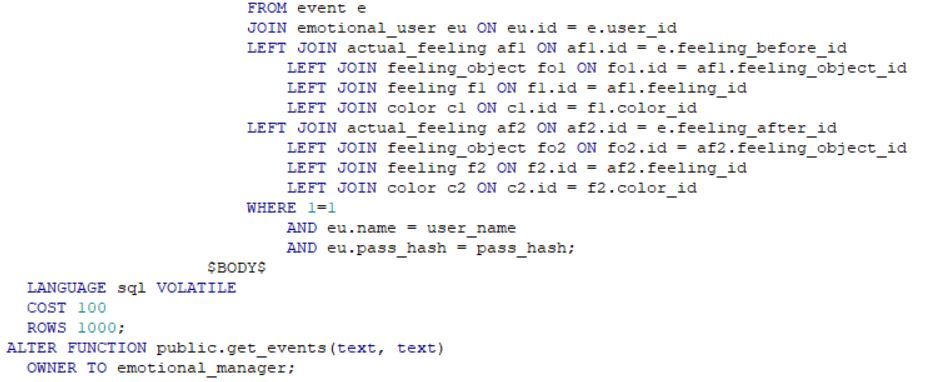 FROM event e
JOIN emotional_user eu ON eu.id = e.user_id
LEFT JOIN actual_feeling af1 ON af1.id = e.feeling_before_id
LEFT JOIN feeling_object fo1 ON fo1.id = af1.feeling_object_id
LEFT JOIN feeling f1 ON f1.id = af1.feeling_id
LEFT JOIN color c1 ON c1.id = f1.color_id
LEFT JOIN actual_feeling af2 ON af2.id = e.feeling_after_id
LEFT JOIN feeling_object fo2 ON fo2.id = af2.feeling_object_id
LEFT JOIN feeling f2 ON f2.id = af2.feeling_id
LEFT JOIN color c2 ON c2.id = f2.color_id
WHERE 1=1
AND eu.name = user_name
AND eu.pass_hash = pass_hash;
$BODY$
LANGUAGE sql VOLATILE
COST 100
ROWS 1000;
ALTER FUNCTION public.get_events(text, text)
OWNER TO emotional_manager;